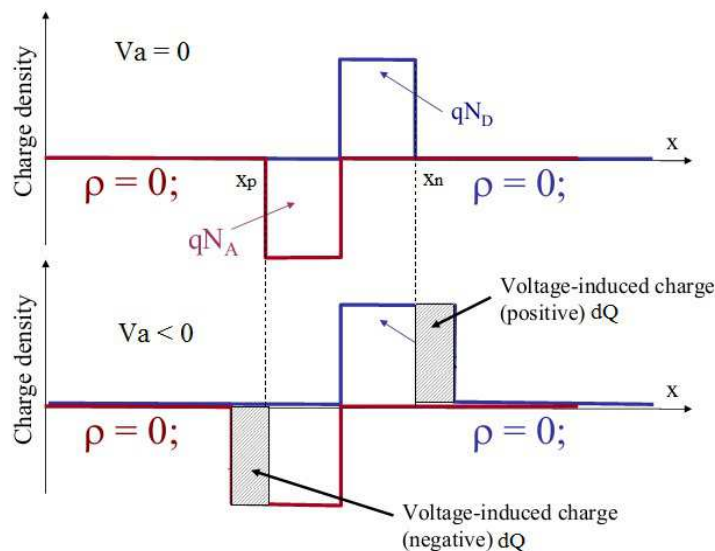 Charge density
Va = 0
qN_D
x
ρ = 0;
x_p
x_n
ρ = 0;
qN_A
Charge density
Va < 0
Voltage-induced charge
(positive) dQ
x
ρ = 0;
ρ = 0;
Voltage-induced charge
(negative) dQ